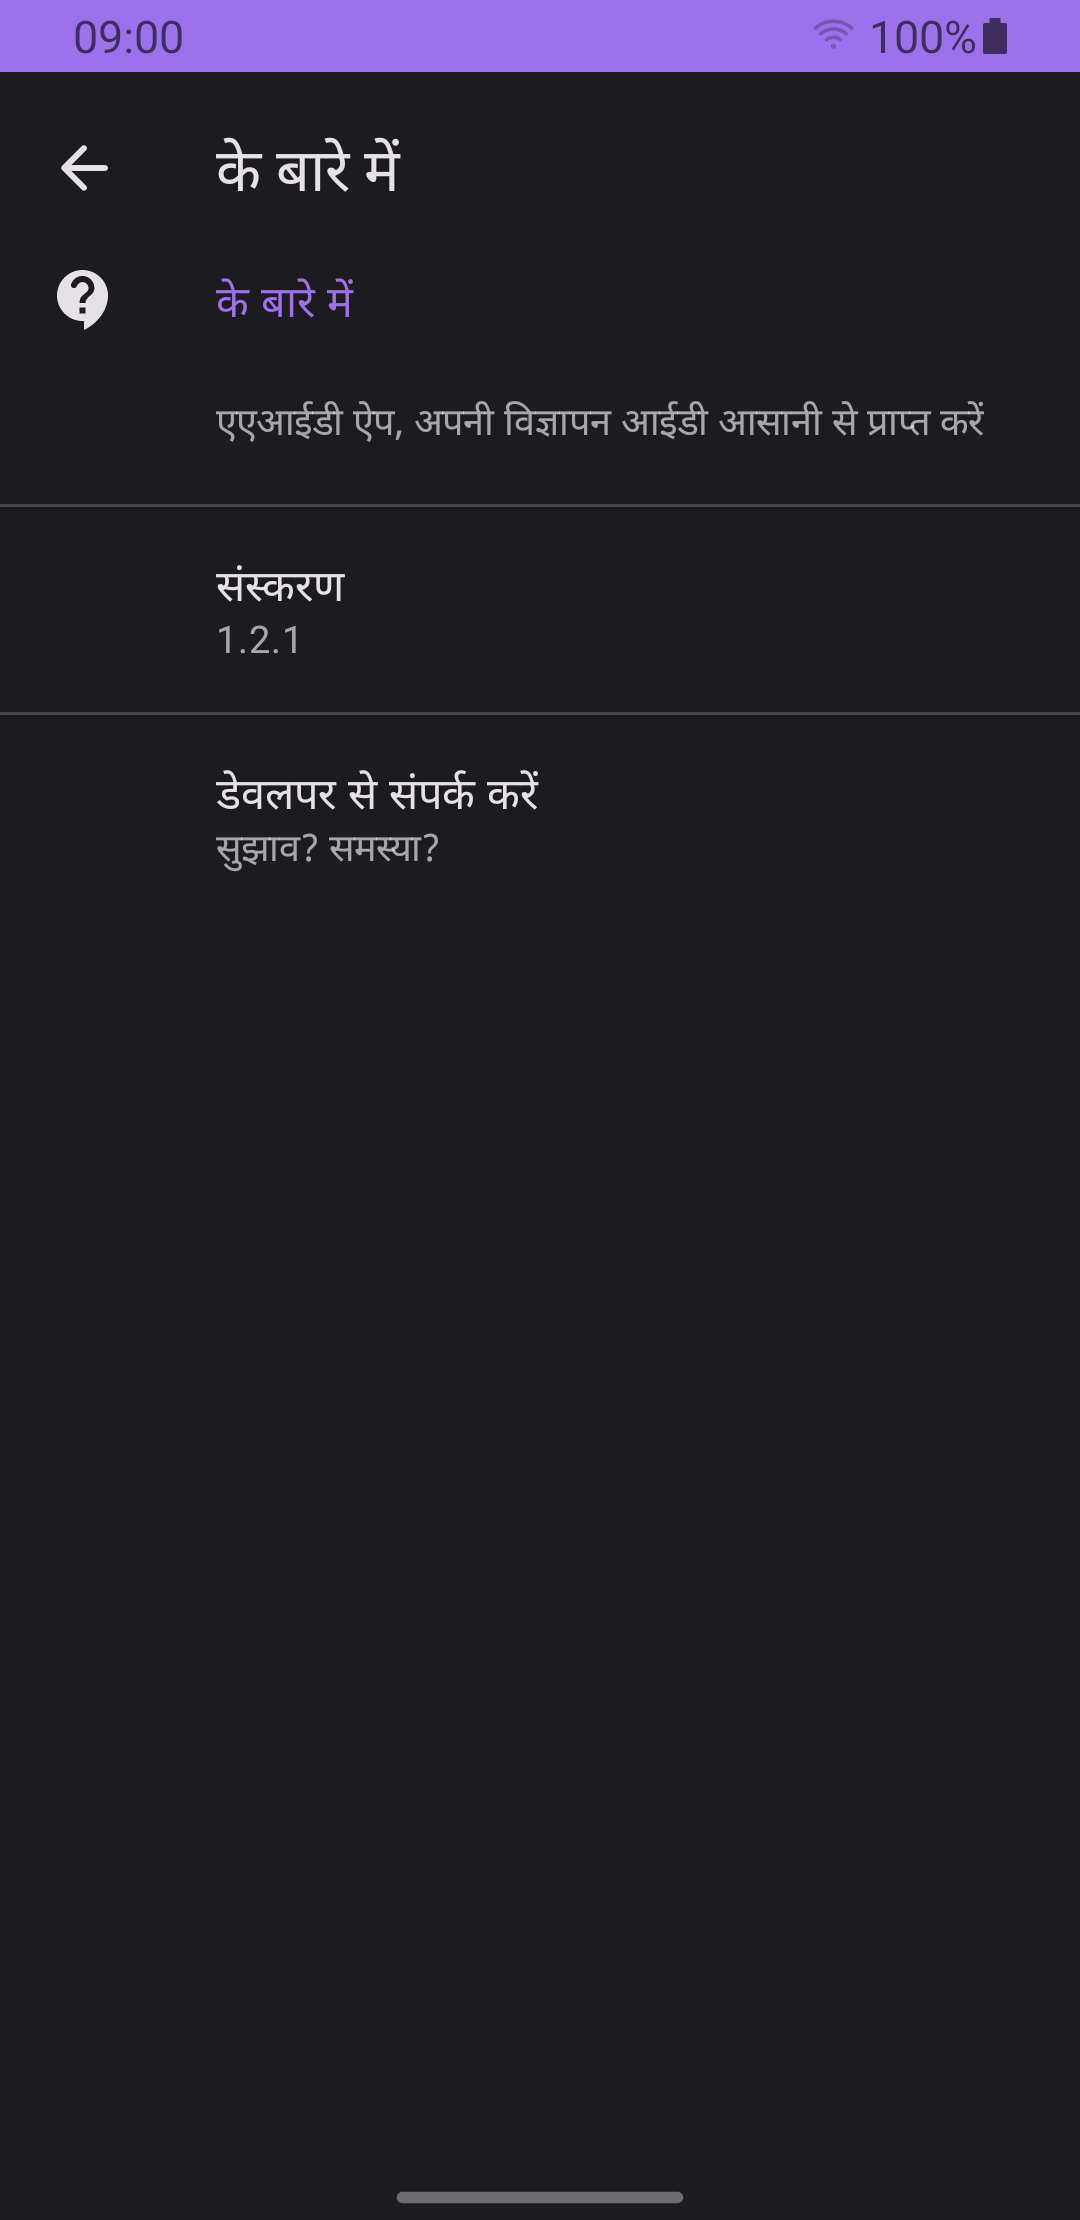 09:00 100%
के बारे में
के बारे में
एएआईडी ऐप, अपनी विज्ञापन आईडी आसानी से प्राप्त करें
संस्करण
1.2.1
डेवलपर से संपर्क करें
सुझाव? समस्या?